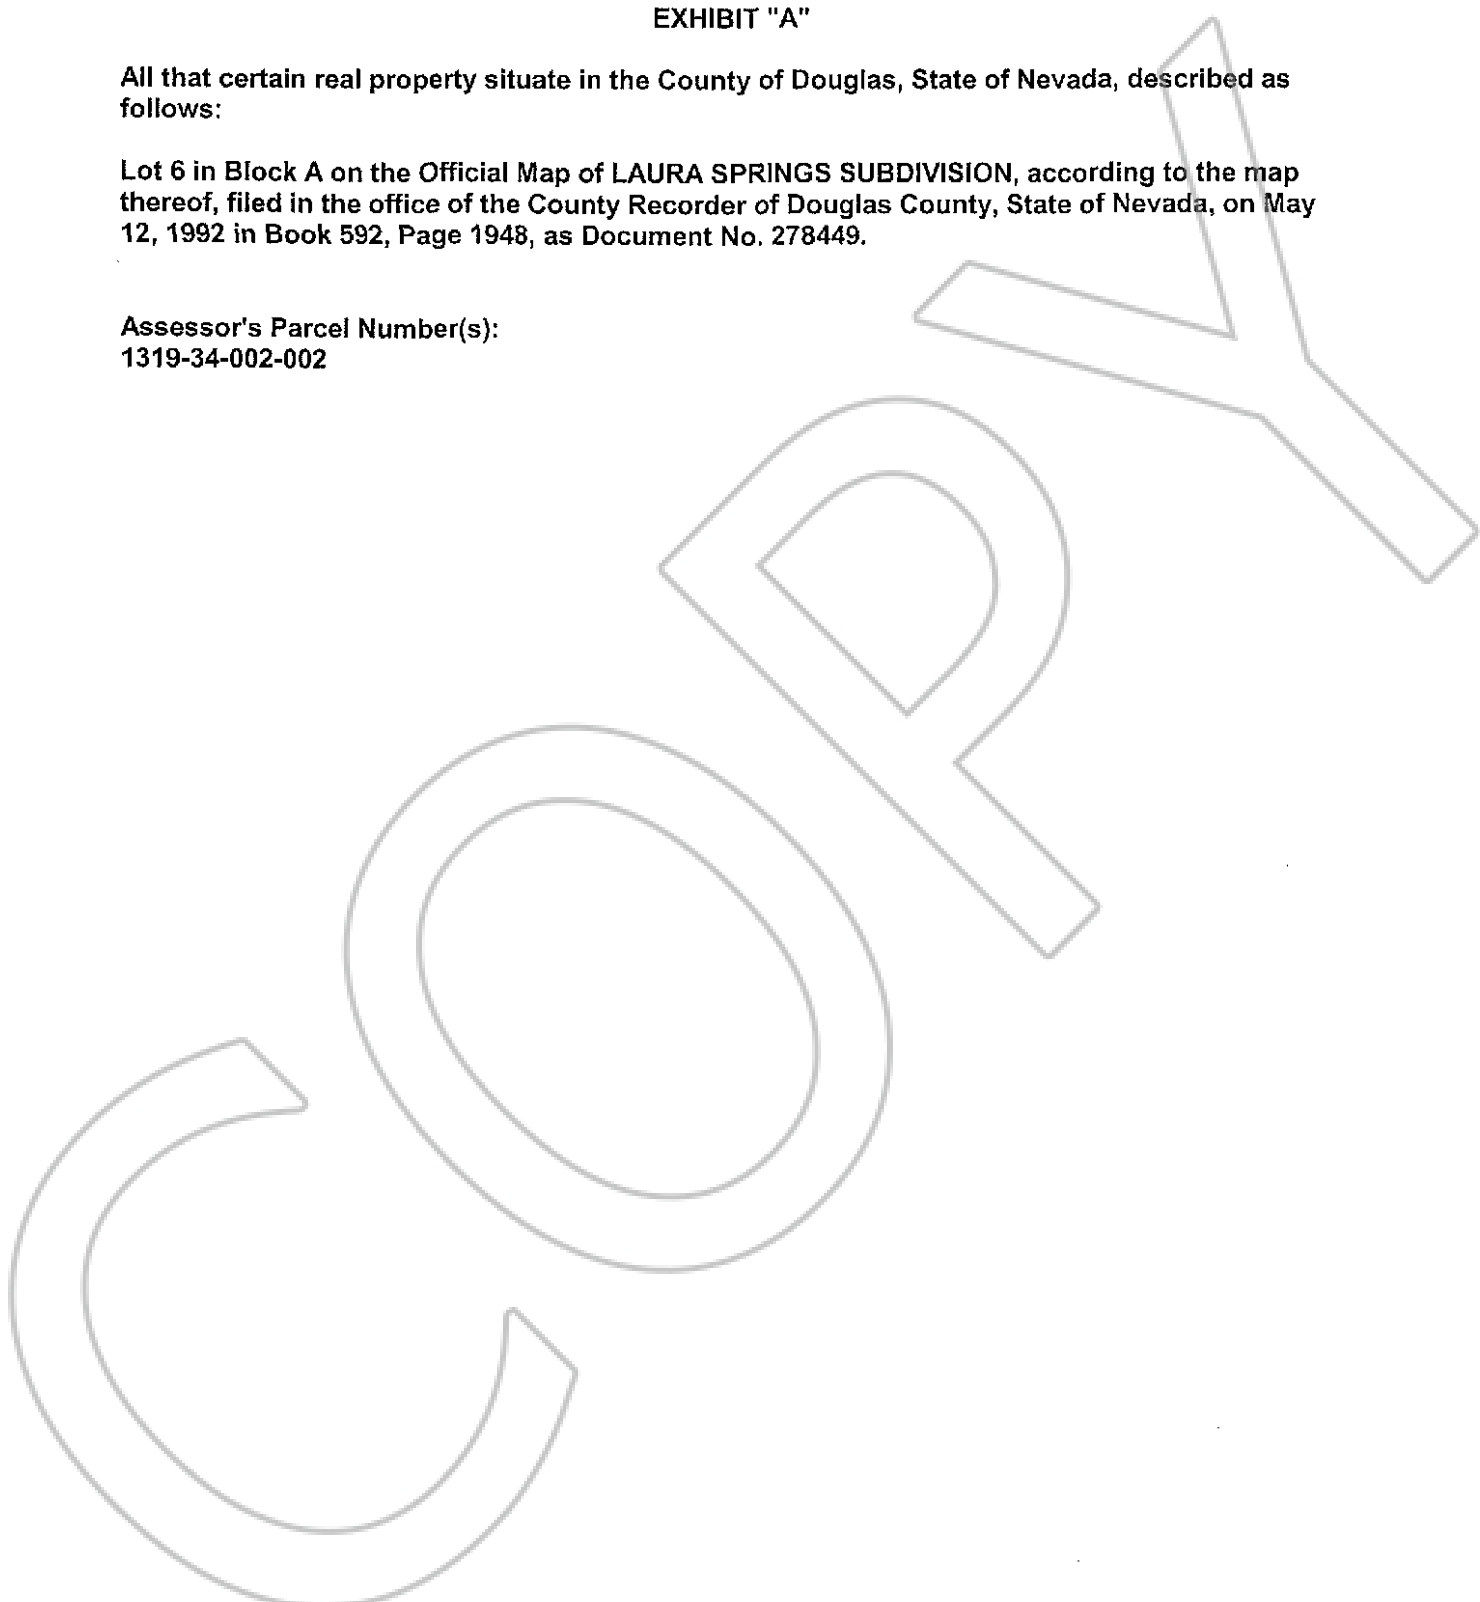 EXHIBIT "A"
All that certain real property situate in the County of Douglas, State of Nevada, described as
follows:
Lot 6 in Block A on the Official Map of LAURA SPRINGS SUBDIVISION, according to the map
thereof, filed in the office of the County Recorder of Douglas County, State of Nevada, on May
12, 1992 in Book 592, Page 1948, as Document No. 278449.
Assessor's Parcel Number(s):
1319-34-002-002
COPY